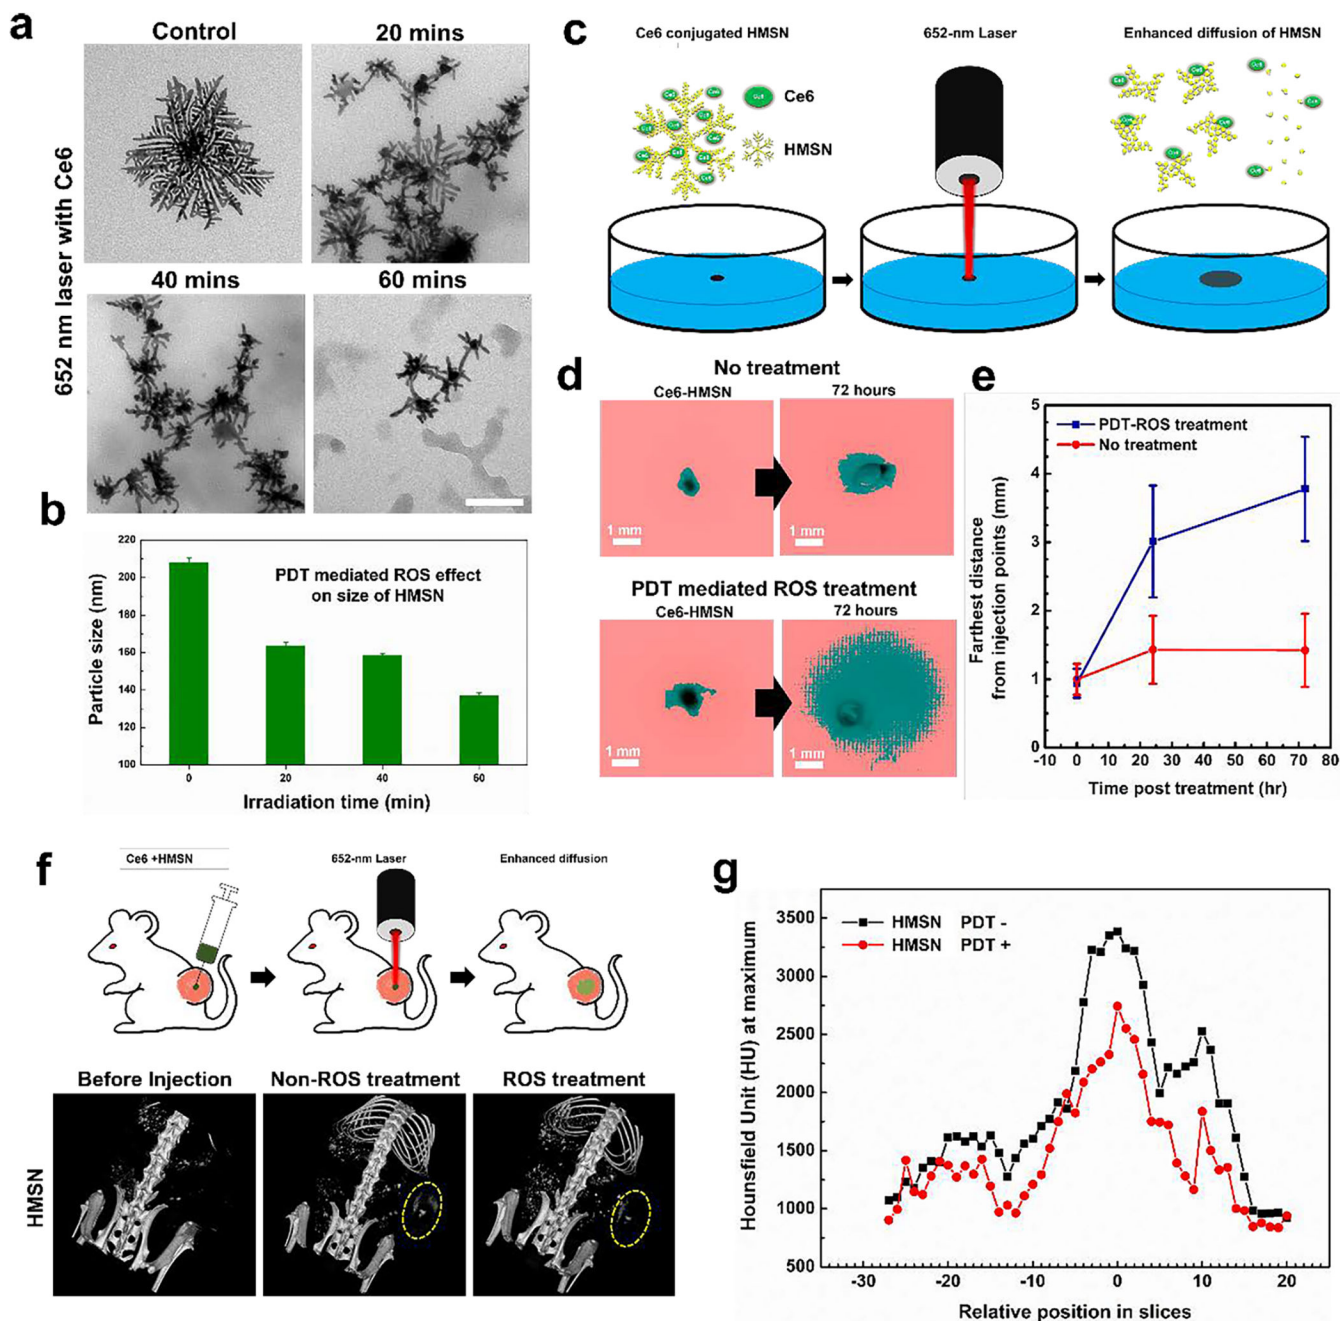 a
Control
20 mins
40 mins
60 mins
652 nm laser with Ce6
b
220
200
180
160
140
120
100
Particle size (nm)
PDT mediated ROS effect
on size of HMSN
0 20 40 60
Irradiation time (min)
c
Ce6 conjugated HMSN
652-nm Laser
Enhanced diffusion of HMSN
Ce6
HMSN
d
No treatment
Ce6-HMSN
72 hours
1 mm
1 mm
PDT mediated ROS treatment
Ce6-HMSN
72 hours
1 mm
1 mm
e
PDT-ROS treatment
No treatment
5
4
3
2
1
0
Farthest distance
from injection points (mm)
-10 0 10 20 30 40 50 60 70 80
Time post treatment (hr)
f
Ce6 +HMSN
652-nm Laser
Enhanced diffusion
Before Injection
Non-ROS treatment
ROS treatment
HMSN
g
HMSN PDT -
HMSN PDT +
3500
3000
2500
2000
1500
1000
500
Hounsfield Unit (HU) at maximum
-30 -20 -10 0 10 20
Relative position in slices